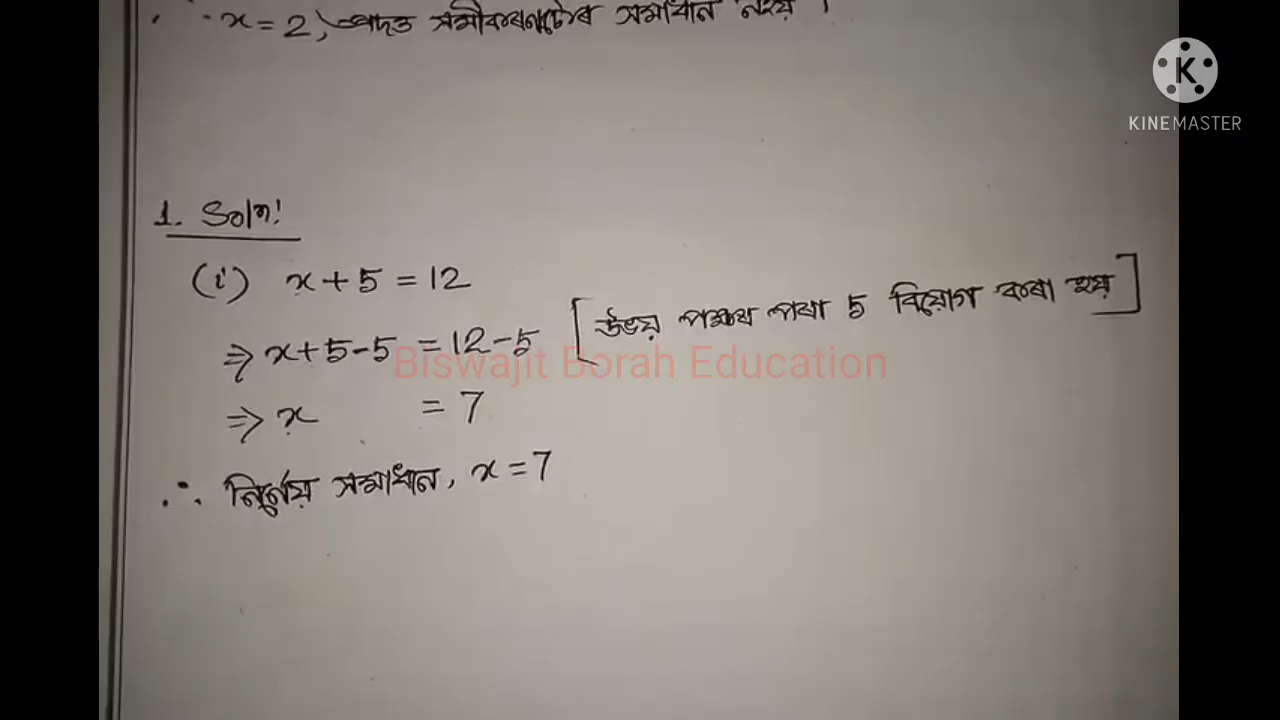 ∴ x = 2, প্ৰদত্ত সমীকৰণটোৰ সমাধান নহয় ।
KINEMASTER
1. Soln!
(i) x + 5 = 12
⇒ x + 5 - 5 = 12 - 5 [উভয় পক্ষৰ পৰা 5 বিয়োগ কৰা হয়]
Biswajit Borah Education
⇒ x = 7
∴ নিৰ্ণেয় সমাধান, x = 7